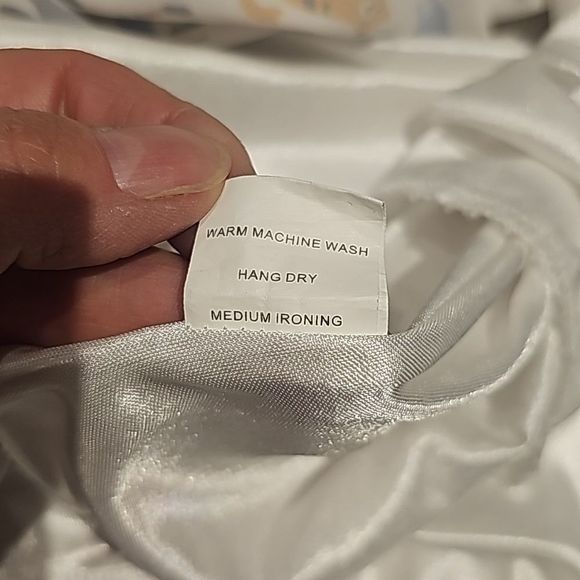 WARM MACHINE WASH
HANG DRY
MEDIUM IRONING